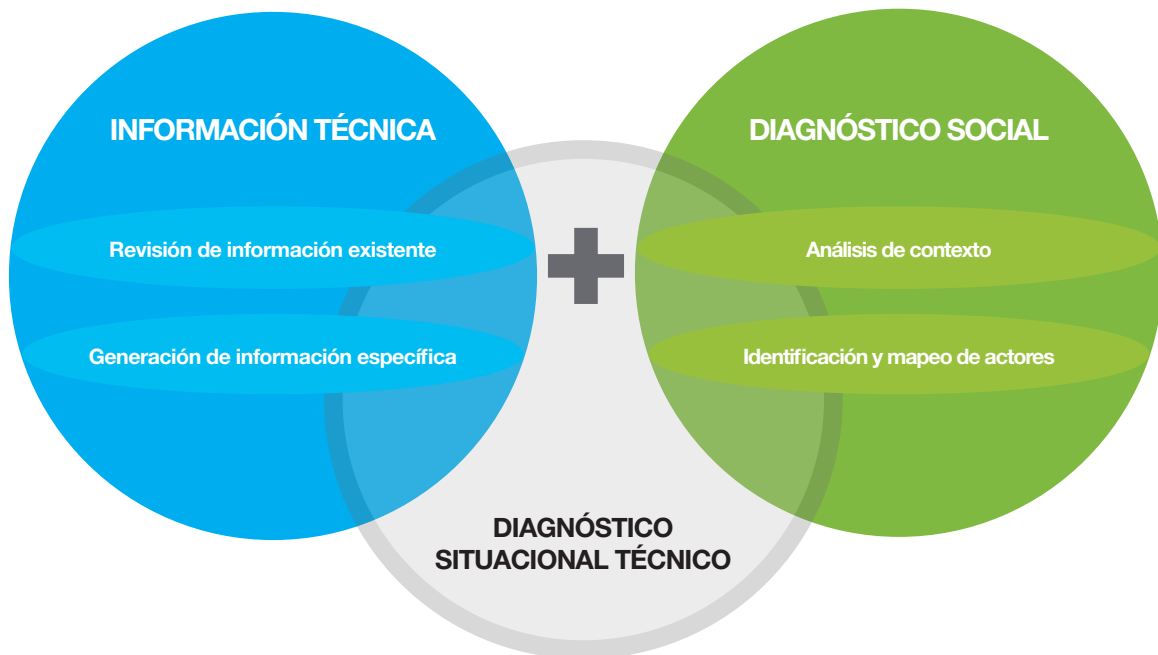 INFORMACIÓN TÉCNICA
Revisión de información existente
Generación de información específica
DIAGNÓSTICO SOCIAL
Análisis de contexto
Identificación y mapeo de actores
DIAGNÓSTICO
SITUACIONAL TÉCNICO